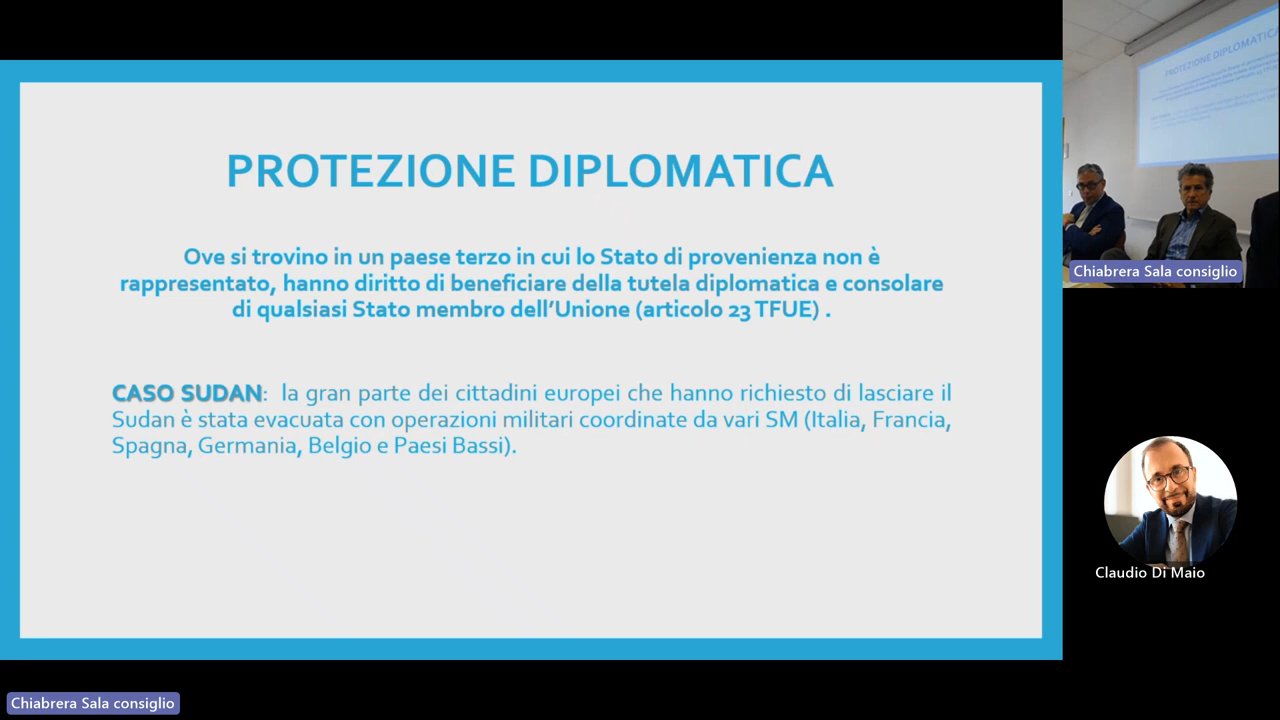 PROTEZIONE DIPLOMATICA
Ove si trovino in un paese terzo in cui lo Stato di provenienza non è
rappresentato, hanno diritto di beneficiare della tutela diplomatica e consolare
di qualsiasi Stato membro dell’Unione (articolo 23 TFUE) .
CASO SUDAN: la gran parte dei cittadini europei che hanno richiesto di lasciare il
Sudan è stata evacuata con operazioni militari coordinate da vari SM (Italia, Francia,
Spagna, Germania, Belgio e Paesi Bassi).
Chiabrera Sala consiglio
PROTEZIONE DIPLOMATICA
Chiabrera Sala consiglio
Claudio Di Maio